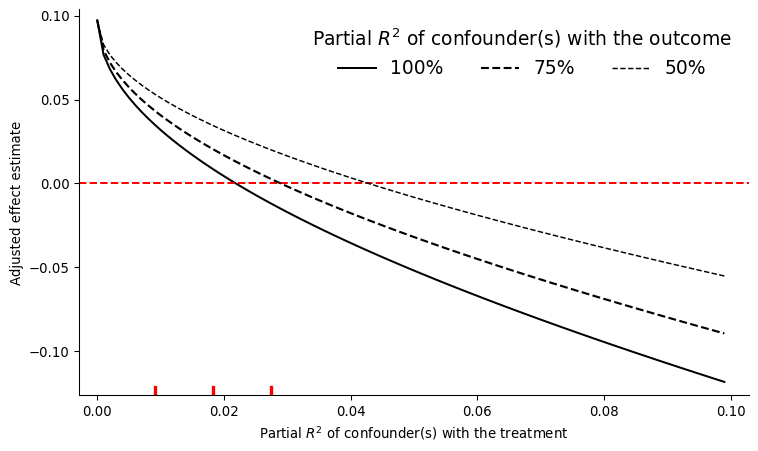 Partial R² of confounder(s) with the outcome
100% 75% 50%
Adjusted effect estimate
0.10
0.05
0.00
−0.05
−0.10
0.00 0.02 0.04 0.06 0.08 0.10
Partial R² of confounder(s) with the treatment